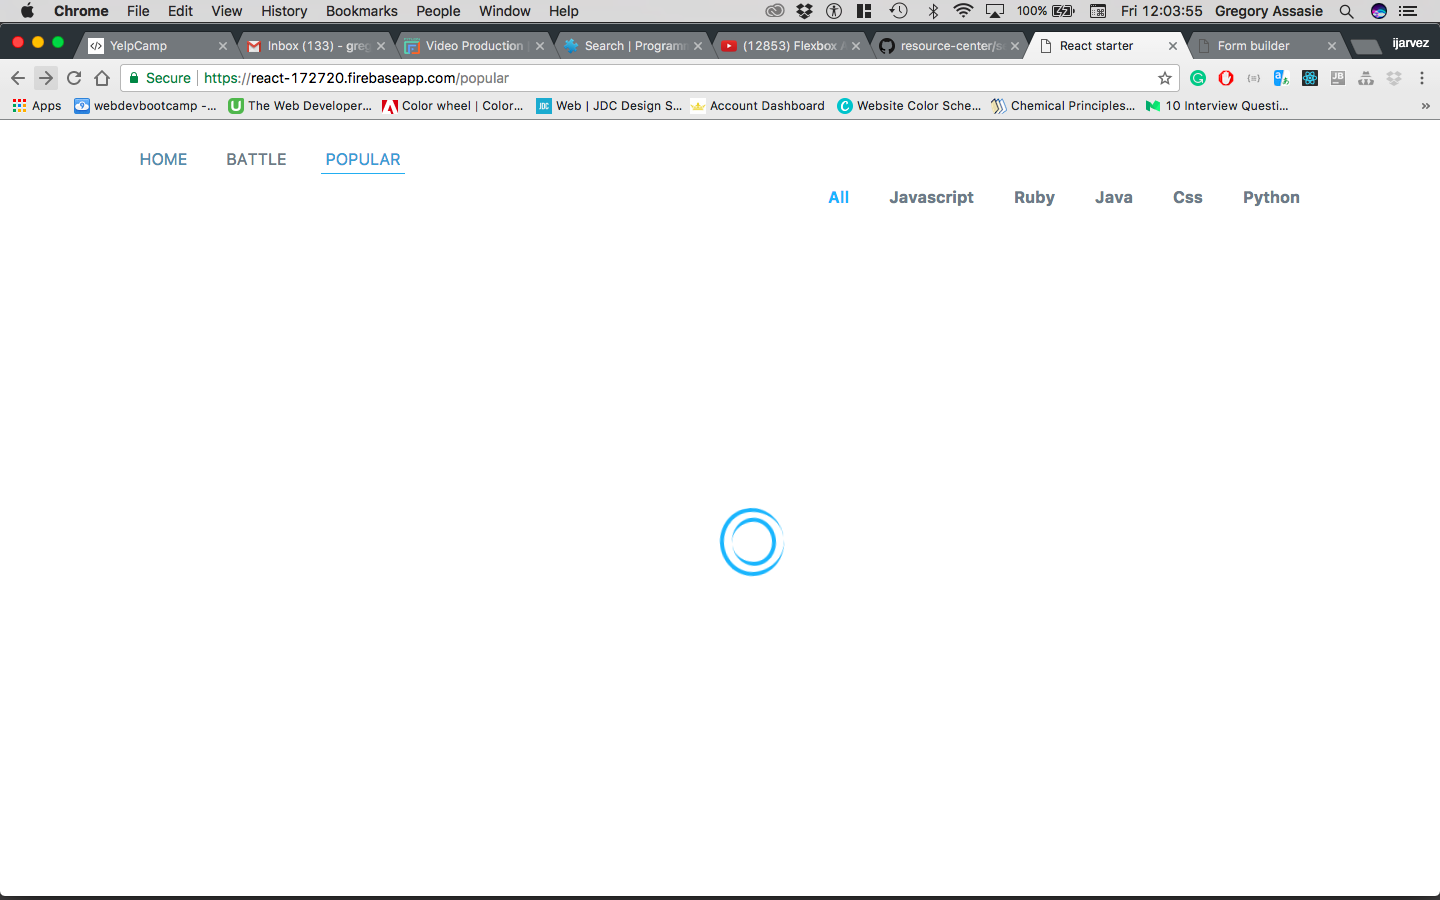 Chrome File Edit View History Bookmarks People Window Help 100% Fri 12:03:55 Gregory Assasie
YelpCamp Inbox (133) - greg Video Production Search | Programm (12853) Flexbox A resource-center/s React starter Form builder ijarvez
Secure https://react-172720.firebaseapp.com/popular
Apps webdevbootcamp -... The Web Developer... Color wheel | Color... JDC Web | JDC Design S... Account Dashboard Website Color Sche... Chemical Principles... 10 Interview Questi... »
HOME BATTLE POPULAR
All Javascript Ruby Java Css Python